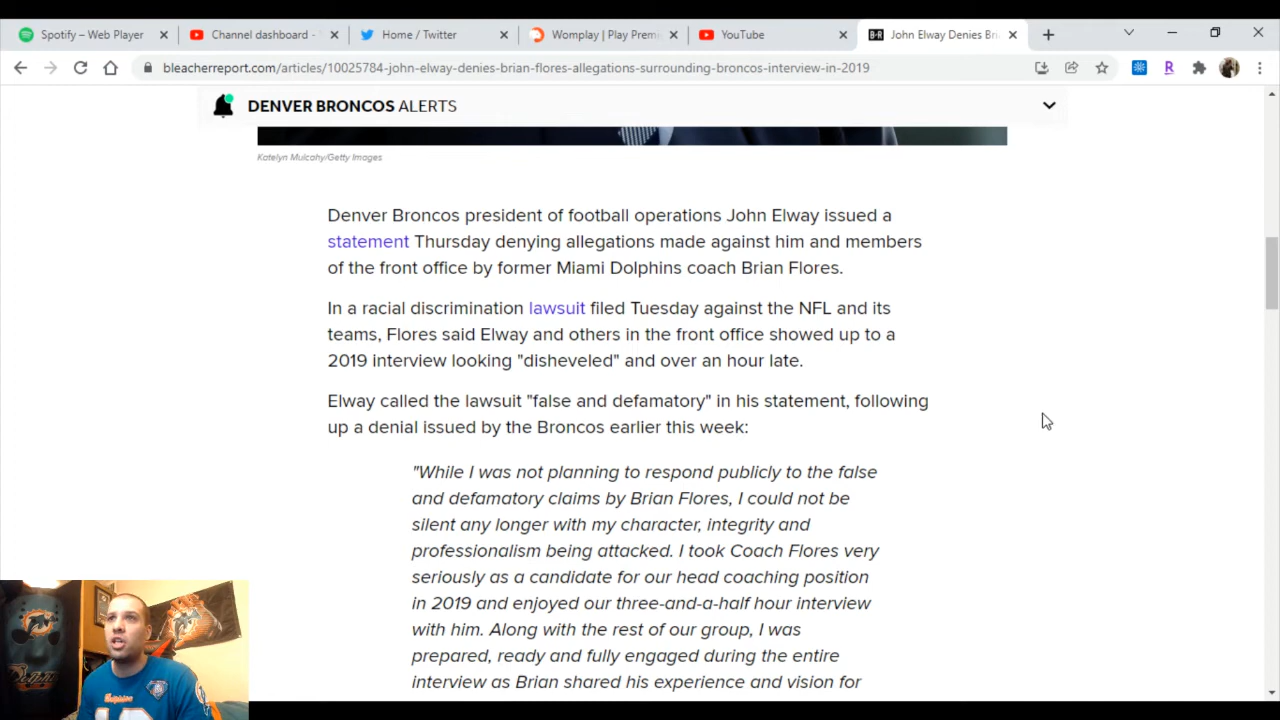 Spotify – Web Player
Channel dashboard -
Home / Twitter
Womplay | Play Prem
YouTube
B·R
John Elway Denies Bri
bleacherreport.com/articles/10025784-john-elway-denies-brian-flores-allegations-surrounding-broncos-interview-in-2019
R
DENVER BRONCOS ALERTS
Katelyn Mulcahy/Getty Images
Denver Broncos president of football operations John Elway issued a
statement Thursday denying allegations made against him and members
of the front office by former Miami Dolphins coach Brian Flores.
In a racial discrimination lawsuit filed Tuesday against the NFL and its
teams, Flores said Elway and others in the front office showed up to a
2019 interview looking "disheveled" and over an hour late.
Elway called the lawsuit "false and defamatory" in his statement, following
up a denial issued by the Broncos earlier this week:
"While I was not planning to respond publicly to the false
and defamatory claims by Brian Flores, I could not be
silent any longer with my character, integrity and
professionalism being attacked. I took Coach Flores very
seriously as a candidate for our head coaching position
in 2019 and enjoyed our three-and-a-half hour interview
with him. Along with the rest of our group, I was
prepared, ready and fully engaged during the entire
interview as Brian shared his experience and vision for